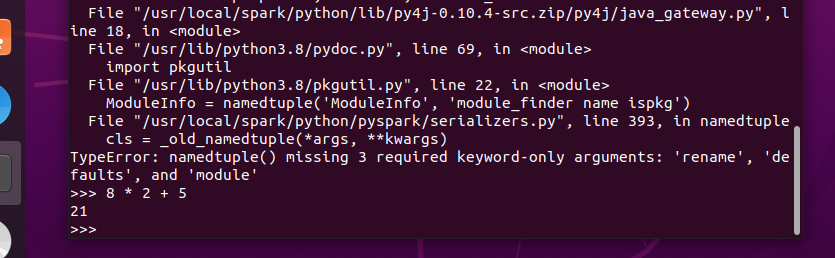 File "/usr/local/spark/python/lib/py4j-0.10.4-src.zip/py4j/java_gateway.py", l
ine 18, in <module>
File "/usr/lib/python3.8/pydoc.py", line 69, in <module>
import pkgutil
File "/usr/lib/python3.8/pkgutil.py", line 22, in <module>
ModuleInfo = namedtuple('ModuleInfo', 'module_finder name ispkg')
File "/usr/local/spark/python/pyspark/serializers.py", line 393, in namedtuple
cls = _old_namedtuple(*args, **kwargs)
TypeError: namedtuple() missing 3 required keyword-only arguments: 'rename', 'de
faults', and 'module'
>>> 8 * 2 + 5
21
>>>